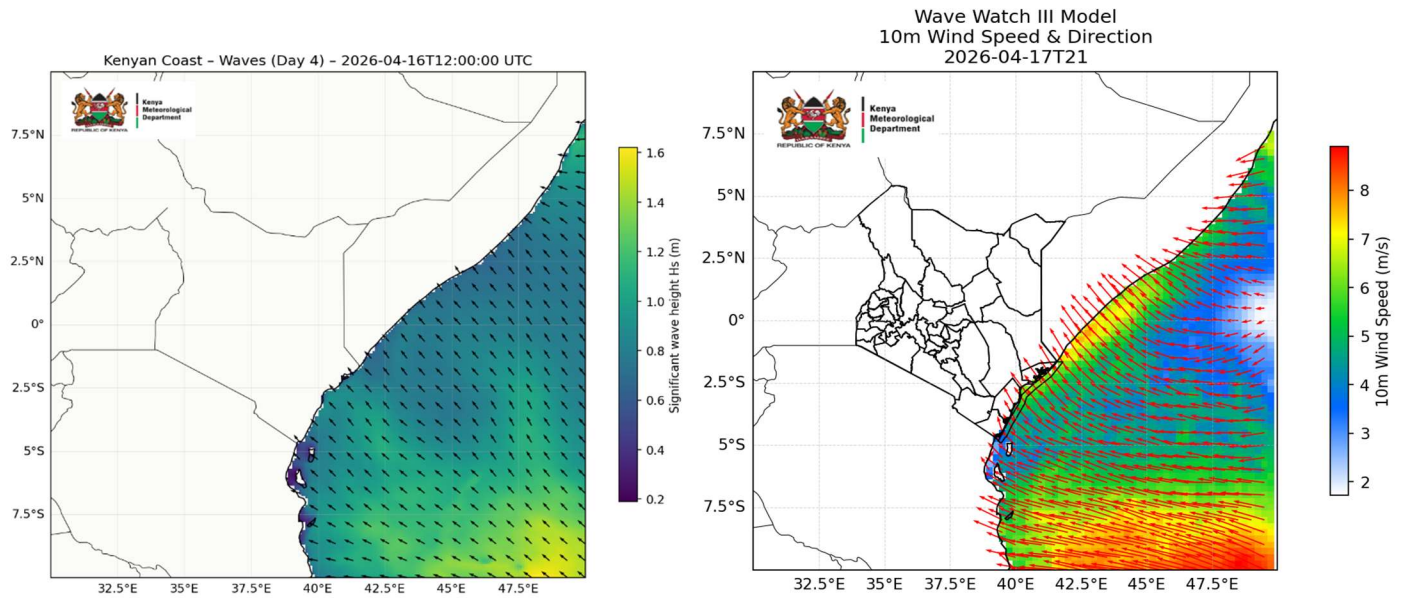 Kenyan Coast – Waves (Day 4) – 2026-04-16T12:00:00 UTC
Kenya
Meteorological
Department
REPUBLIC OF KENYA
7.5°N
5°N
2.5°N
0°
2.5°S
5°S
7.5°S
32.5°E 35°E 37.5°E 40°E 42.5°E 45°E 47.5°E
1.6
1.4
1.2
1.0
0.8
0.6
0.4
0.2
Significant wave height Hs (m)
Wave Watch III Model
10m Wind Speed & Direction
2026-04-17T21
Kenya
Meteorological
Department
REPUBLIC OF KENYA
7.5°N
5°N
2.5°N
0°
2.5°S
5°S
7.5°S
32.5°E 35°E 37.5°E 40°E 42.5°E 45°E 47.5°E
8
7
6
5
4
3
2
10m Wind Speed (m/s)